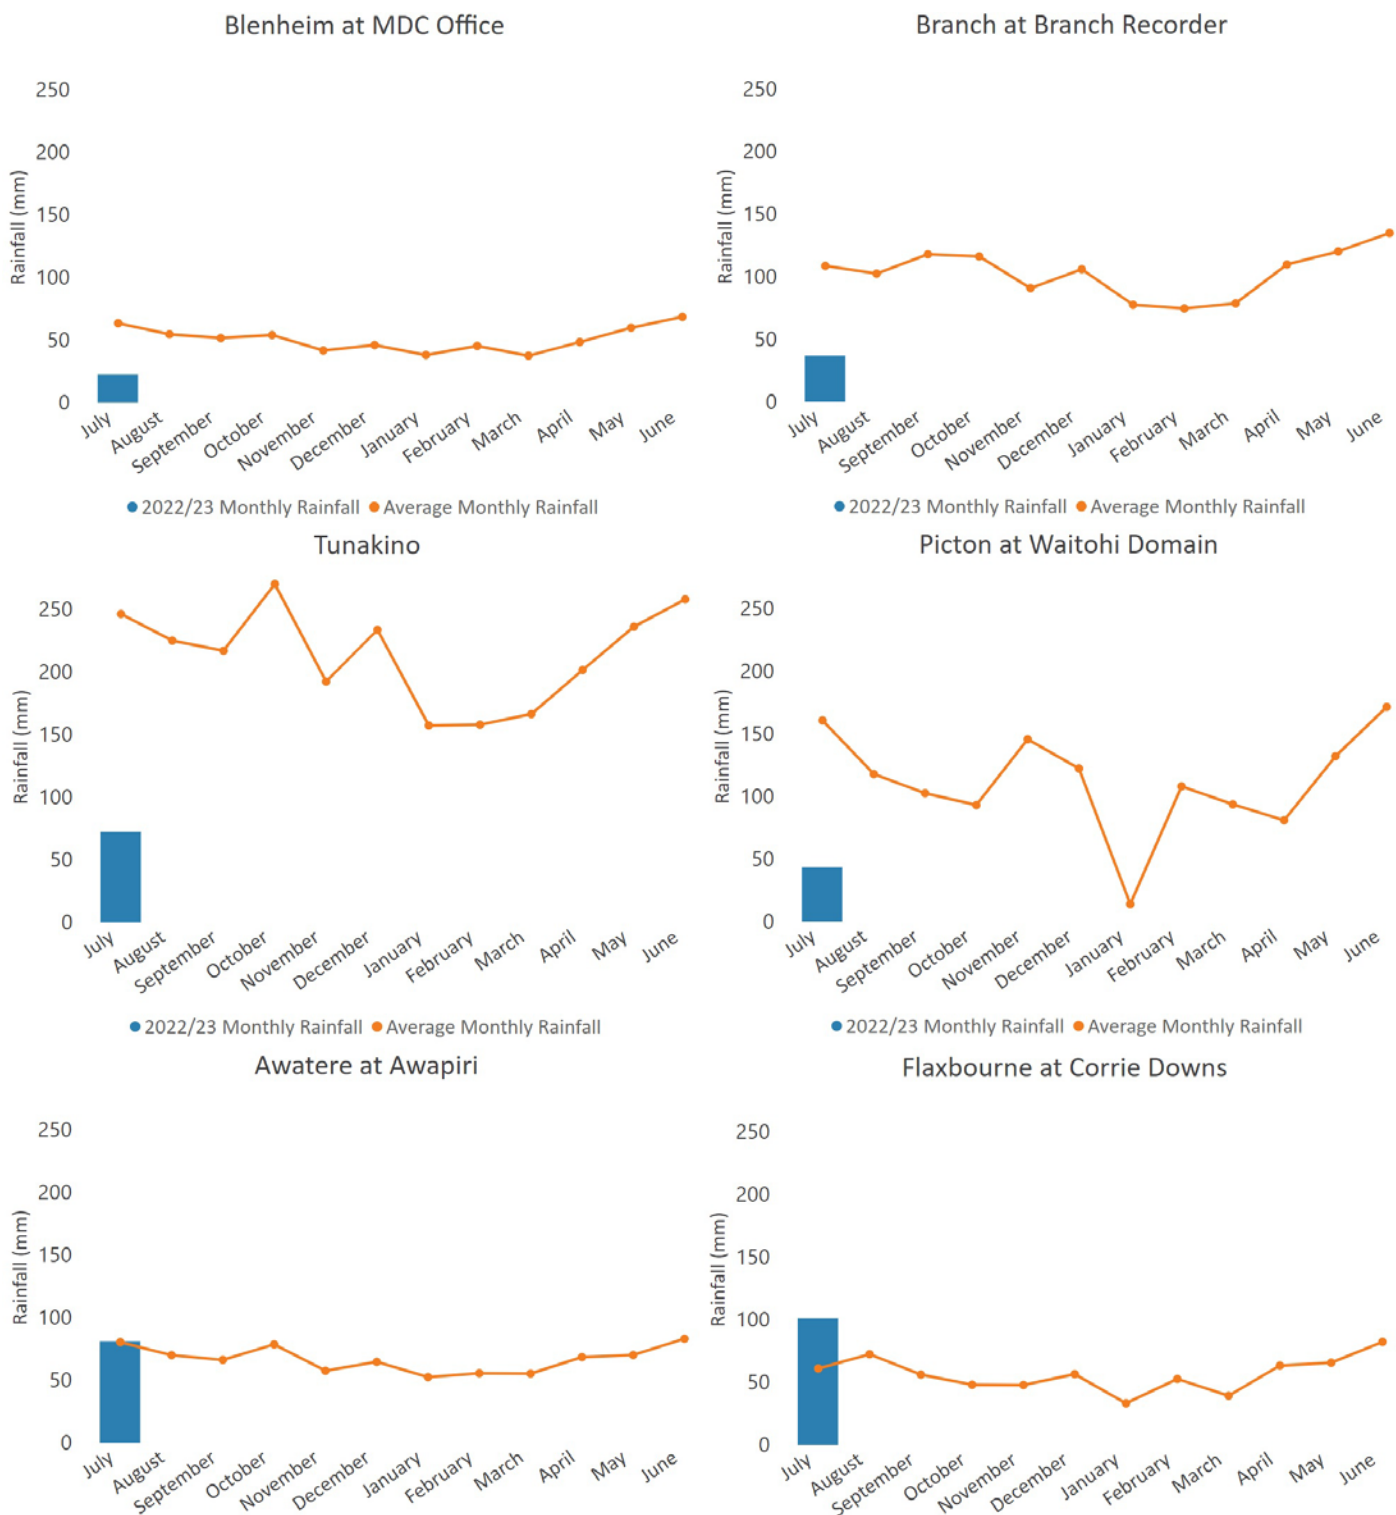 Blenheim at MDC Office
Rainfall (mm)
250
200
150
100
50
0
July August September October November December January February March April May June
2022/23 Monthly Rainfall Average Monthly Rainfall
Branch at Branch Recorder
Rainfall (mm)
250
200
150
100
50
0
July August September October November December January February March April May June
2022/23 Monthly Rainfall Average Monthly Rainfall
Tunakino
Rainfall (mm)
250
200
150
100
50
0
July August September October November December January February March April May June
2022/23 Monthly Rainfall Average Monthly Rainfall
Picton at Waitohi Domain
Rainfall (mm)
250
200
150
100
50
0
July August September October November December January February March April May June
2022/23 Monthly Rainfall Average Monthly Rainfall
Awatere at Awapiri
Rainfall (mm)
250
200
150
100
50
0
July August September October November December January February March April May June
Flaxbourne at Corrie Downs
Rainfall (mm)
250
200
150
100
50
0
July August September October November December January February March April May June